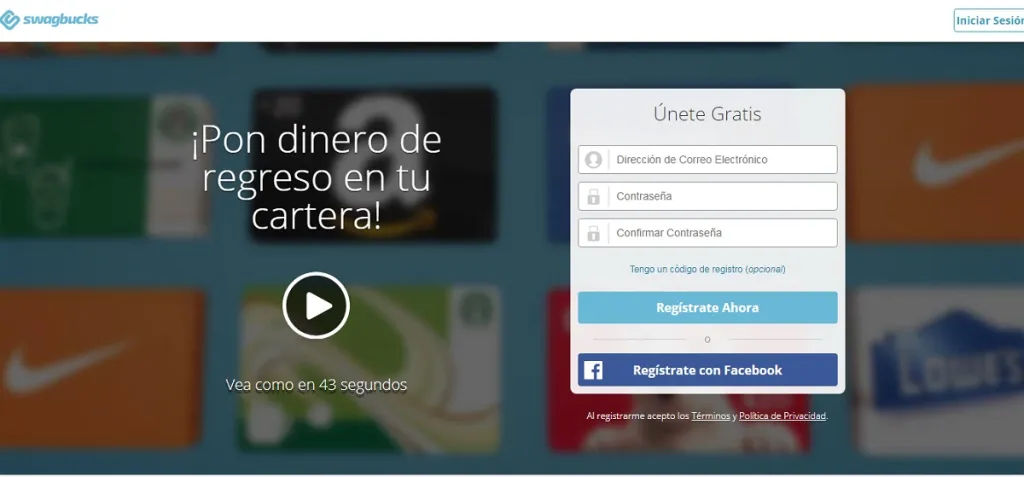 swagbucks
Iniciar Sesión
¡Pon dinero de
regreso en tu
cartera!
Vea como en 43 segundos
Únete Gratis
Dirección de Correo Electrónico
Contraseña
Confirmar Contraseña
Tengo un código de registro (opcional)
Regístrate Ahora
o
Regístrate con Facebook
Al registrarme acepto los Términos y Política de Privacidad.
LOWE'S